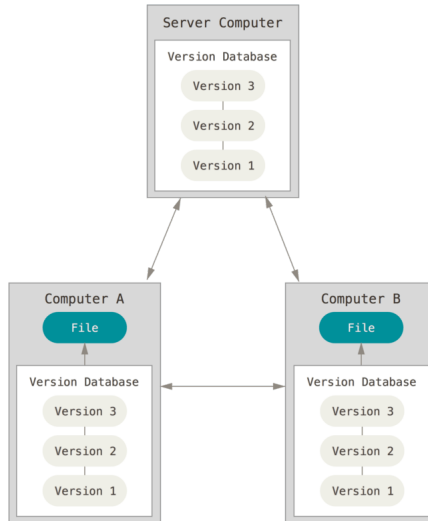 Server Computer
Version Database
Version 3
Version 2
Version 1
Computer A
File
Version Database
Version 3
Version 2
Version 1
Computer B
File
Version Database
Version 3
Version 2
Version 1